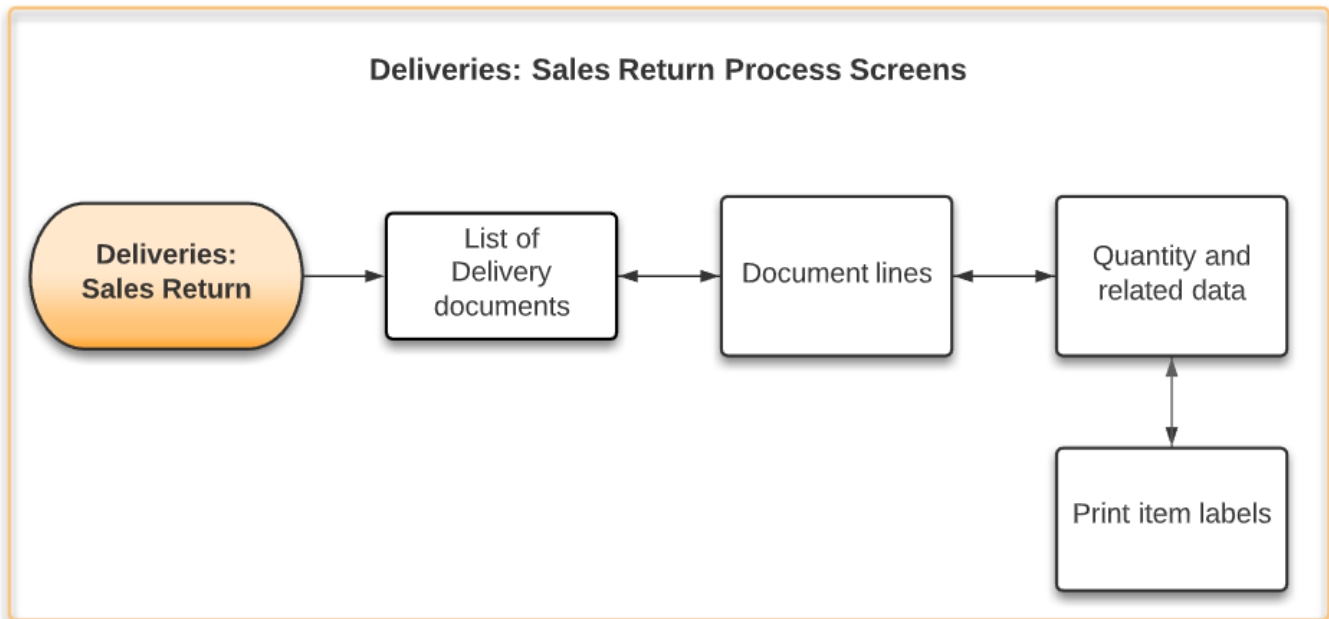 Deliveries: Sales Return Process Screens
Deliveries:
Sales Return
List of
Delivery
documents
Document lines
Quantity and
related data
Print item labels